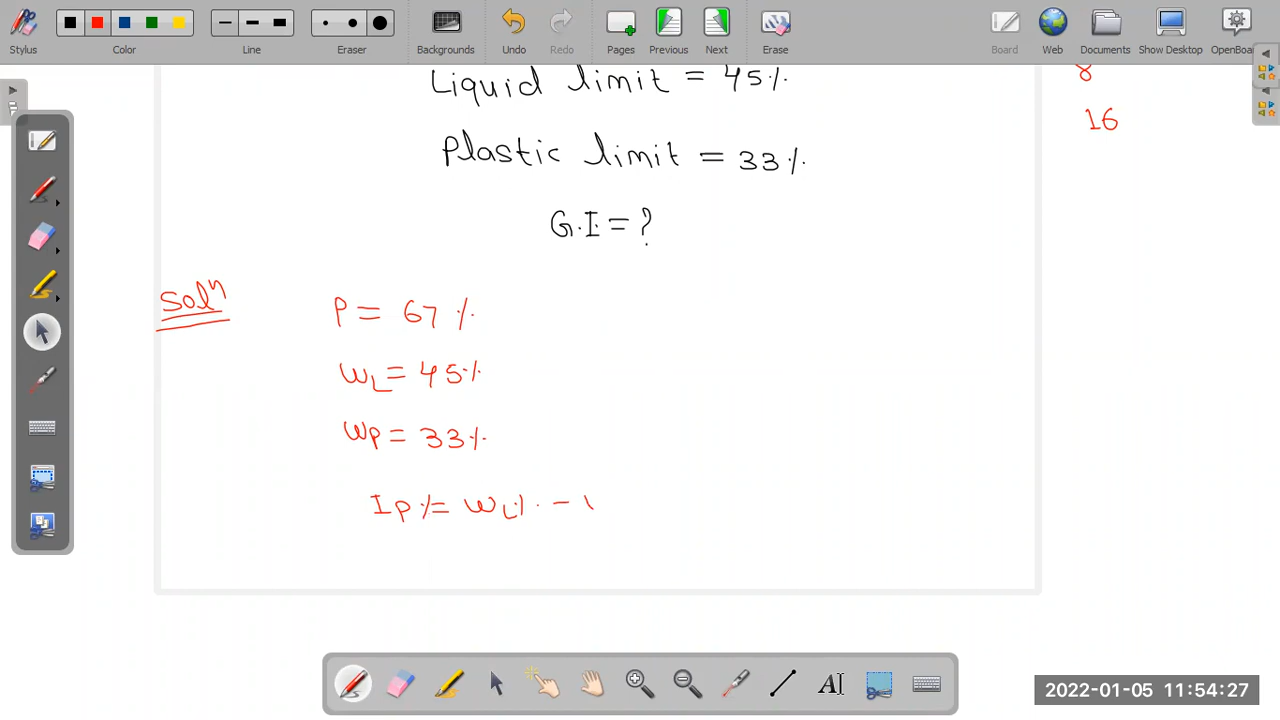 Stylus Color Line Eraser Backgrounds Undo Redo Pages Previous Next Erase Board Web Documents Show Desktop OpenBoard
Liquid limit = 45%
8
16
Plastic limit = 33%
G.I = ?
Solⁿ
P = 67 %
WL = 45%
WP = 33%
IP % = WL % -
2022-01-05 11:54:27